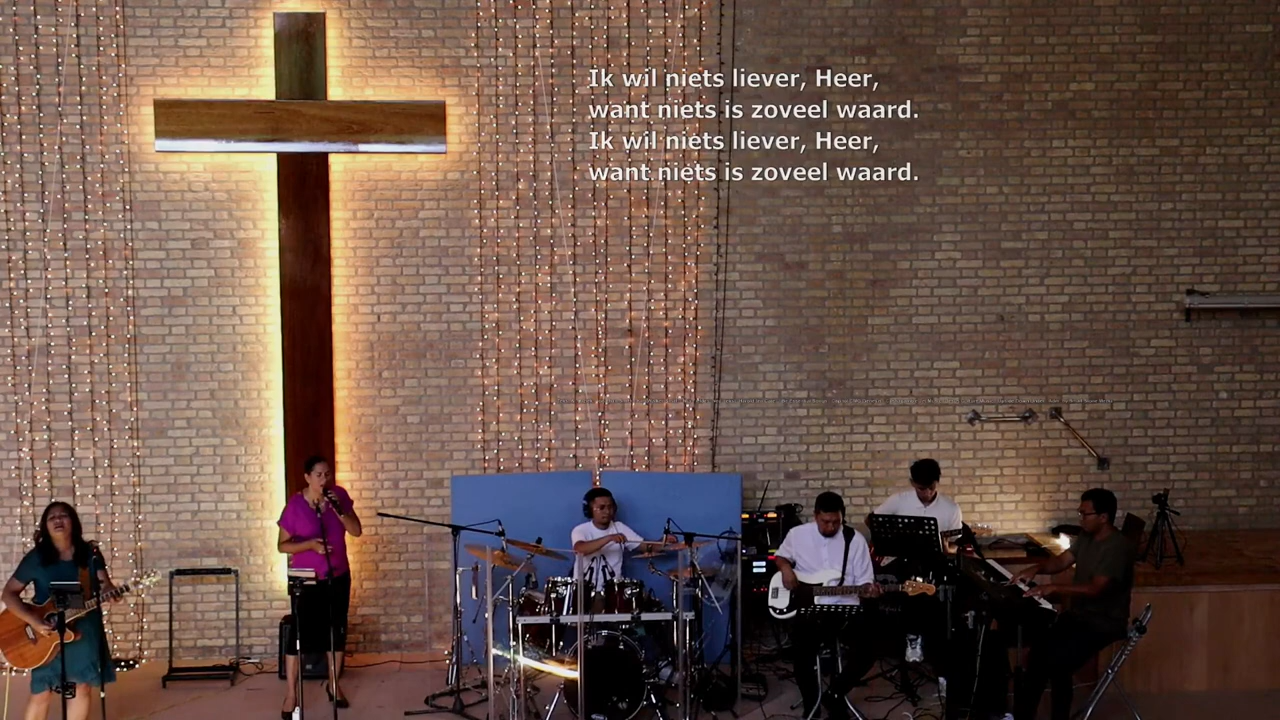 Ik wil niets liever, Heer,
want niets is zoveel waard.
Ik wil niets liever, Heer,
want niets is zoveel waard.